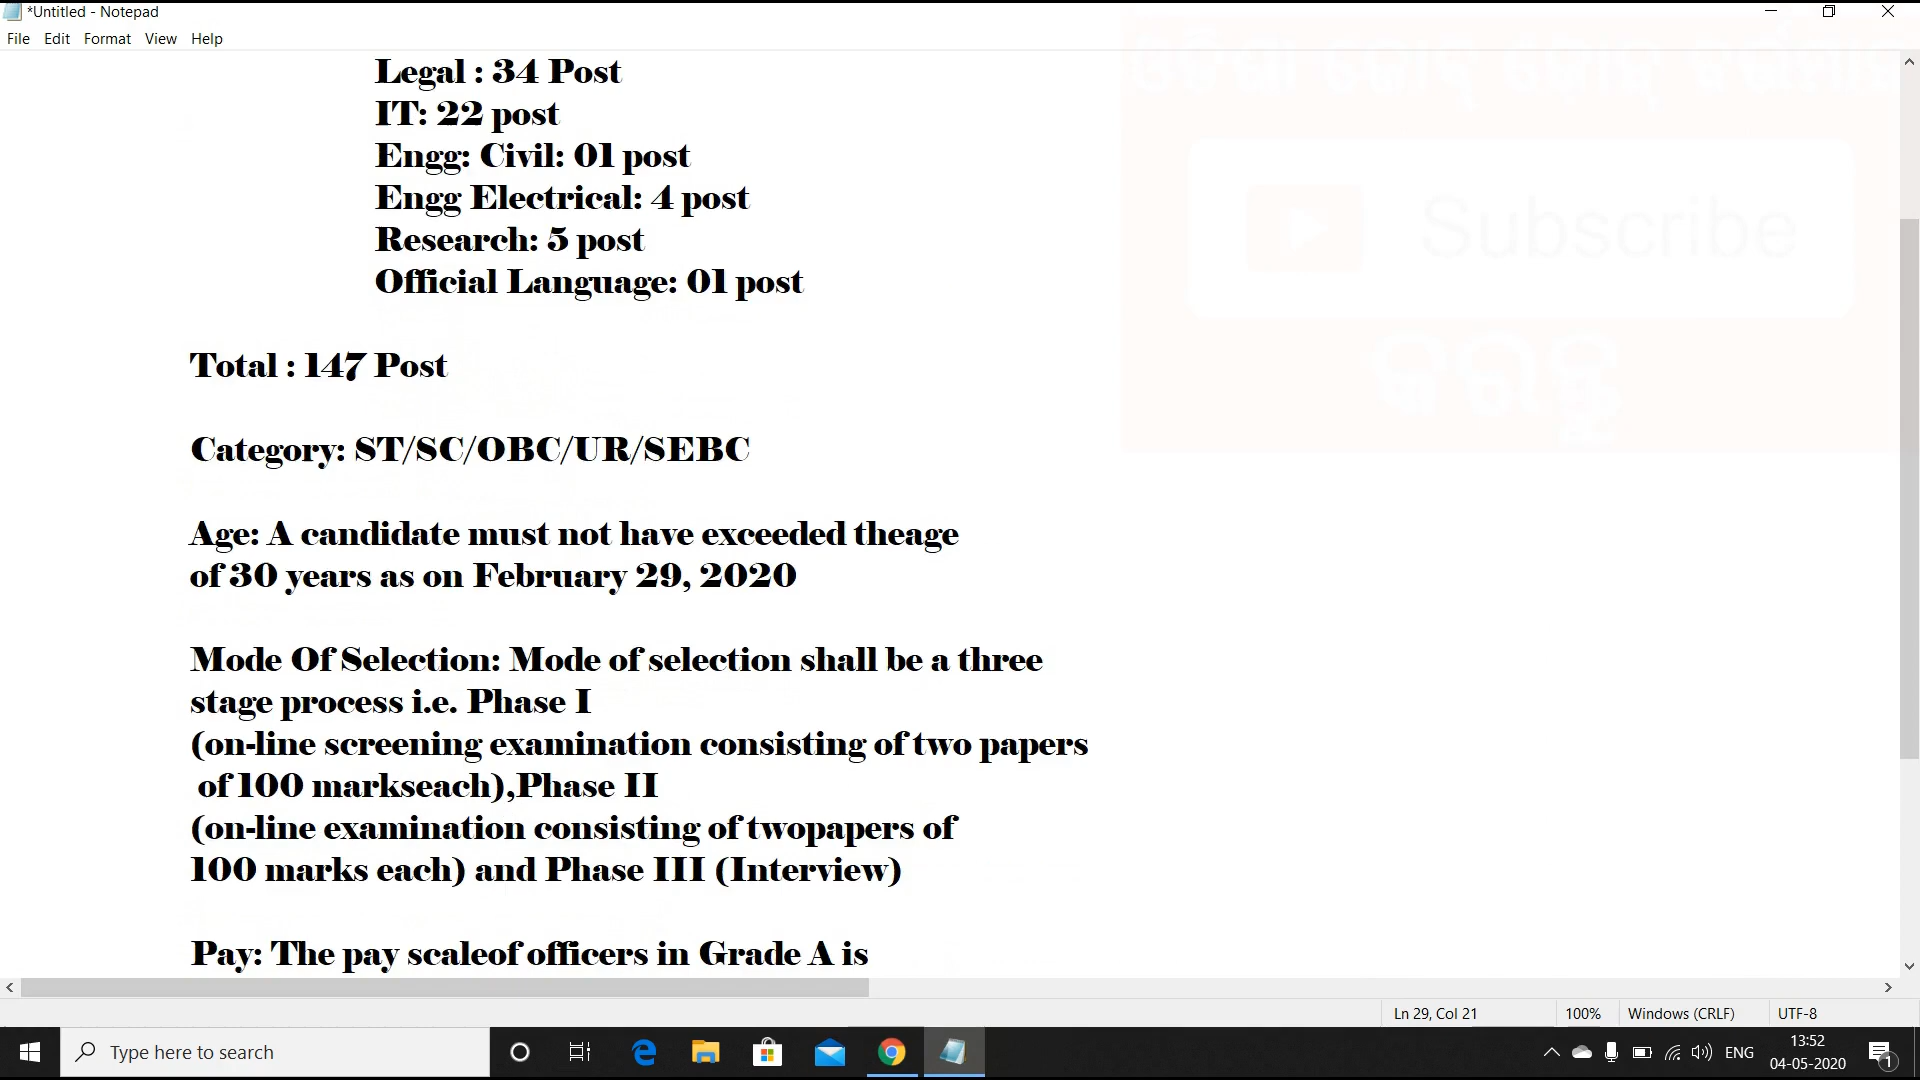 *Untitled - Notepad
File Edit Format View Help
Legal : 34 Post
IT: 22 post
Engg: Civil: 01 post
Engg Electrical: 4 post
Research: 5 post
Official Language: 01 post
Subscribe
କରନ୍ତୁ
Total : 147 Post
Category: ST/SC/OBC/UR/SEBC
Age: A candidate must not have exceeded theage
of 30 years as on February 29, 2020
Mode Of Selection: Mode of selection shall be a three
stage process i.e. Phase I
(on-line screening examination consisting of two papers
of 100 markseach),Phase II
(on-line examination consisting of twopapers of
100 marks each) and Phase III (Interview)
Pay: The pay scaleof officers in Grade A is
Ln 29, Col 21
100%
Windows (CRLF)
UTF-8
Type here to search
ENG
13:52
04-05-2020
1